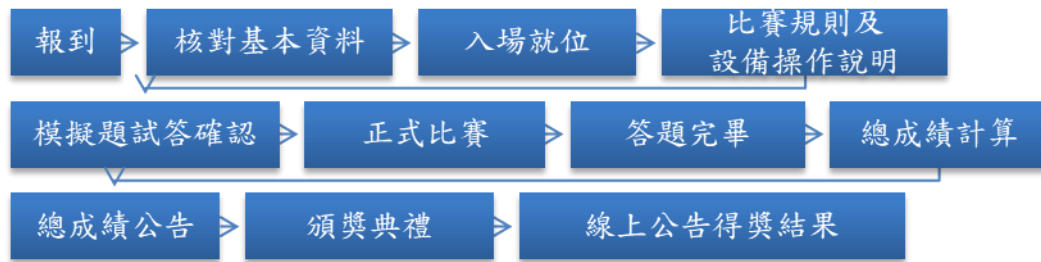 報到
核對基本資料
入場就位
比賽規則及
設備操作說明
模擬題試答確認
正式比賽
答題完畢
總成績計算
總成績公告
頒獎典禮
線上公告得獎結果